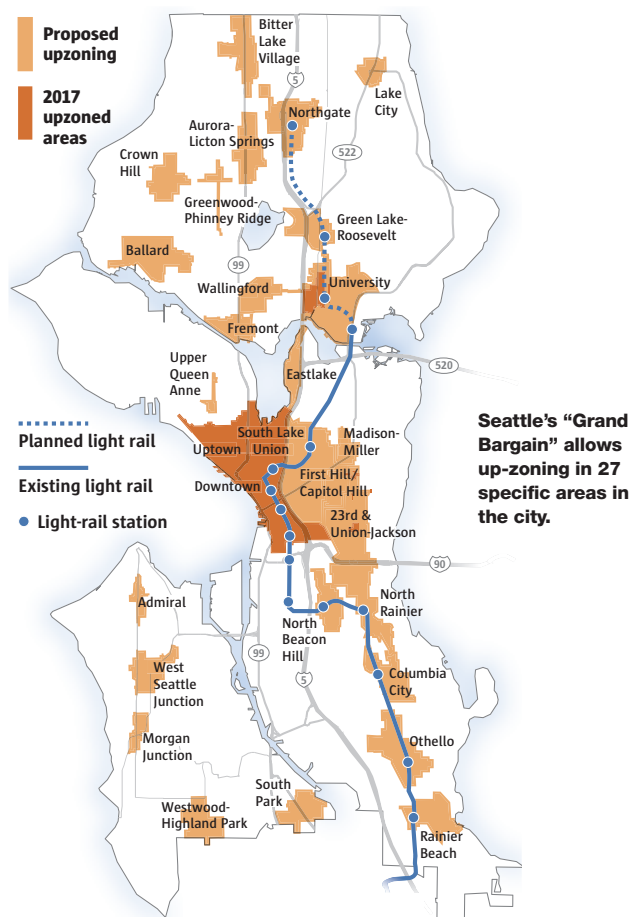 Proposed
upzoning
2017
upzoned
areas
Bitter
Lake
Village
5
Northgate
Lake
City
Aurora-
Licton Springs
522
Crown
Hill
Greenwood-
Phinney Ridge
Green Lake-
Roosevelt
Ballard
99
University
Wallingford
Fremont
520
Upper
Queen
Anne
Eastlake
Planned light rail
Existing light rail
Light-rail station
South Lake
Union
Uptown
Madison-
Miller
Downtown
First Hill/
Capitol Hill
23rd &
Union-Jackson
Seattle’s “Grand
Bargain” allows
up-zoning in 27
specific areas in
the city.
90
Admiral
North
Beacon
Hill
North
Rainier
99
5
West
Seattle
Junction
Columbia
City
Morgan
Junction
Othello
Westwood-
Highland Park
South
Park
Rainier
Beach